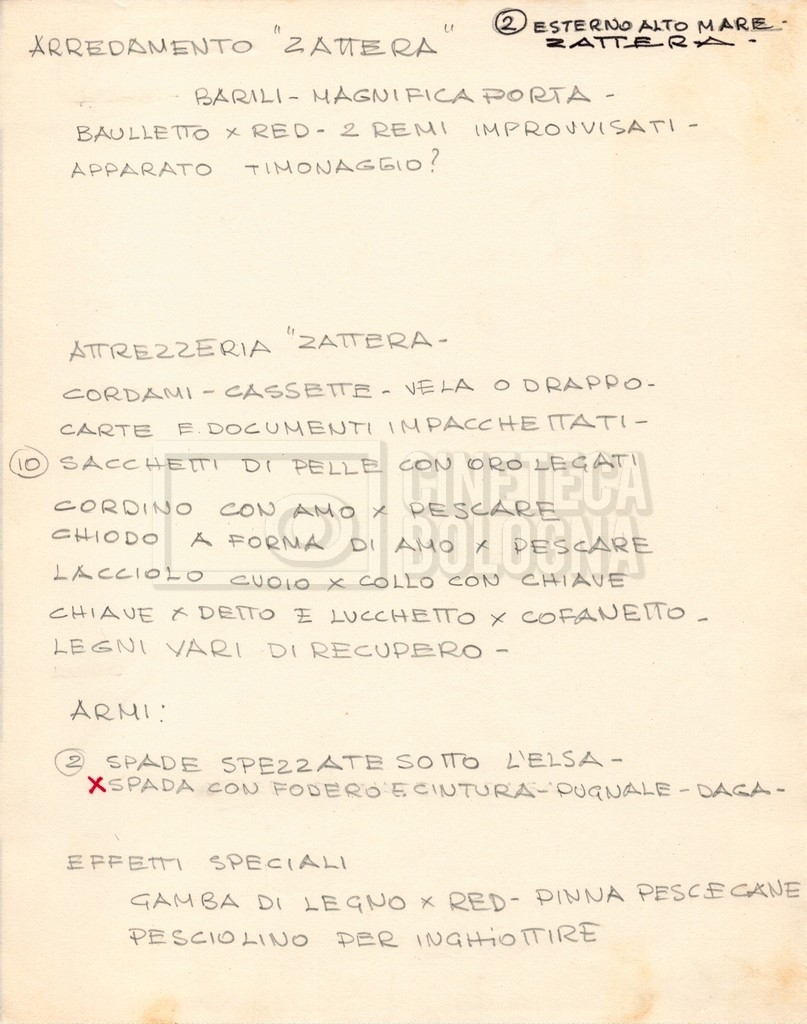 ② ESTERNO ALTO MARE -
ZATTERA -
ARREDAMENTO "ZATTERA"
BARILI - MAGNIFICA PORTA -
BAULLETTO X RED - 2 REMI IMPROVVISATI -
APPARATO TIMONAGGIO?
ATTREZZERIA "ZATTERA -
CORDAMI - CASSETTE - VELA O DRAPPO -
CARTE E DOCUMENTI IMPACCHETTATI -
⑩ SACCHETTI DI PELLE CON ORO LEGATI
CORDINO CON AMO X PESCARE
CHIODO A FORMA DI AMO X PESCARE
LACCIOLO CUOIO X COLLO CON CHIAVE
CHIAVE X DETTO E LUCCHETTO X COFANETTO -
LEGNI VARI DI RECUPERO -
ARMI:
② SPADE SPEZZATE SOTTO L'ELSA -
X SPADA CON FODERO E CINTURA - PUGNALE - DAGA -
EFFETTI SPECIALI
GAMBA DI LEGNO X RED - PINNA PESCECANE
PESCIOLINO PER INGHIOTTIRE
CINETECA
BOLOGNA